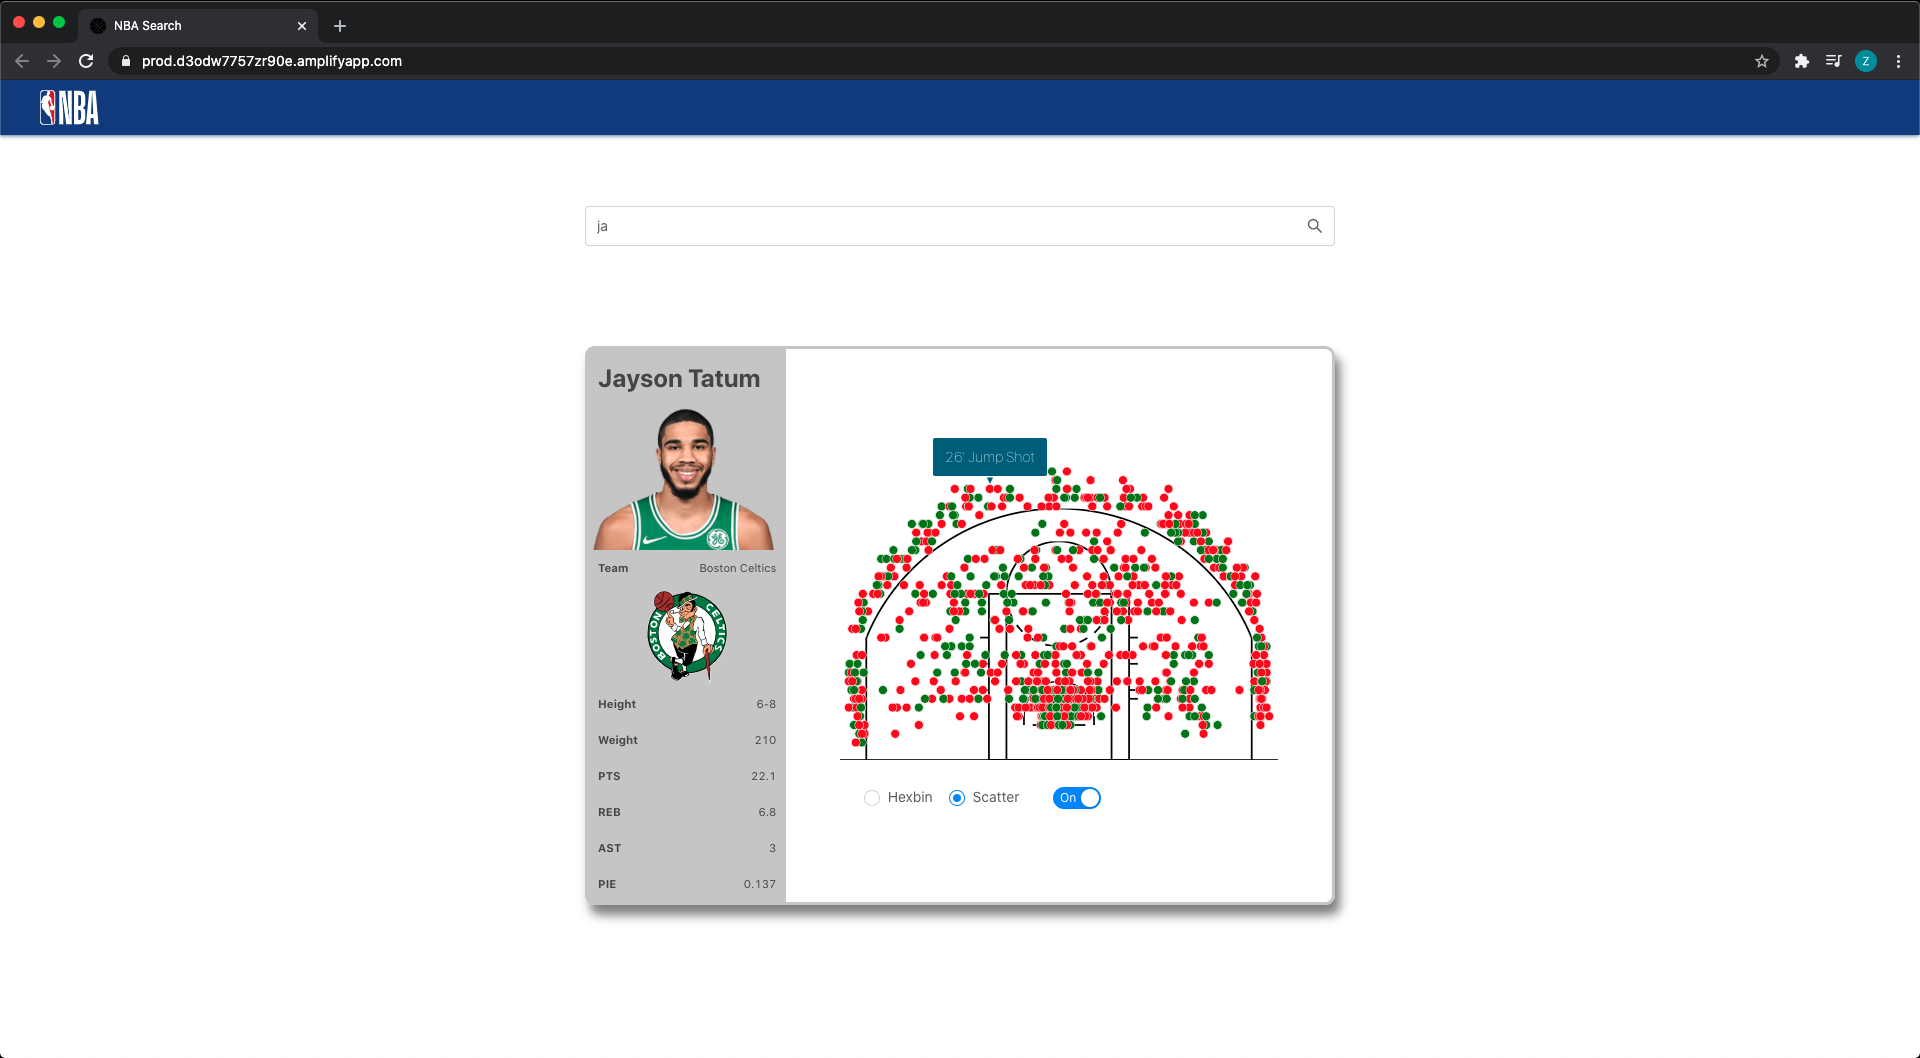 NBA Search
prod.d3odw7757zr90e.amplifyapp.com
Z
NBA
ja
Jayson Tatum
26' Jump Shot
Team Boston Celtics
BOSTON CELTICS
Height 6-8
Weight 210
PTS 22.1
REB 6.8
AST 3
PIE 0.137
Hexbin Scatter On